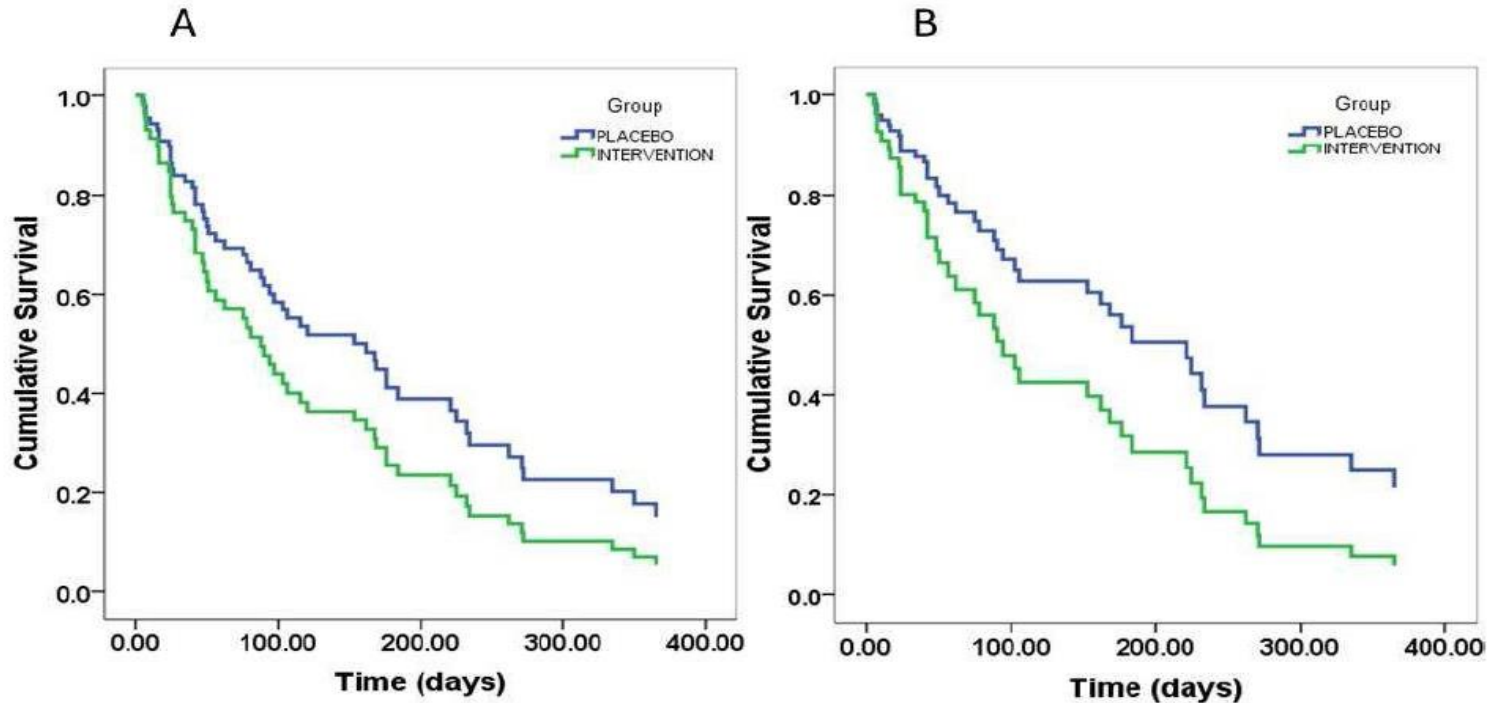 A
1.0
0.8
0.6
0.4
0.2
0.0
Cumulative Survival
Group
PLACEBO
INTERVENTION
0.00 100.00 200.00 300.00 400.00
Time (days)
B
1.0
0.8
0.6
0.4
0.2
0.0
Cumulative Survival
Group
PLACEBO
INTERVENTION
0.00 100.00 200.00 300.00 400.00
Time (days)